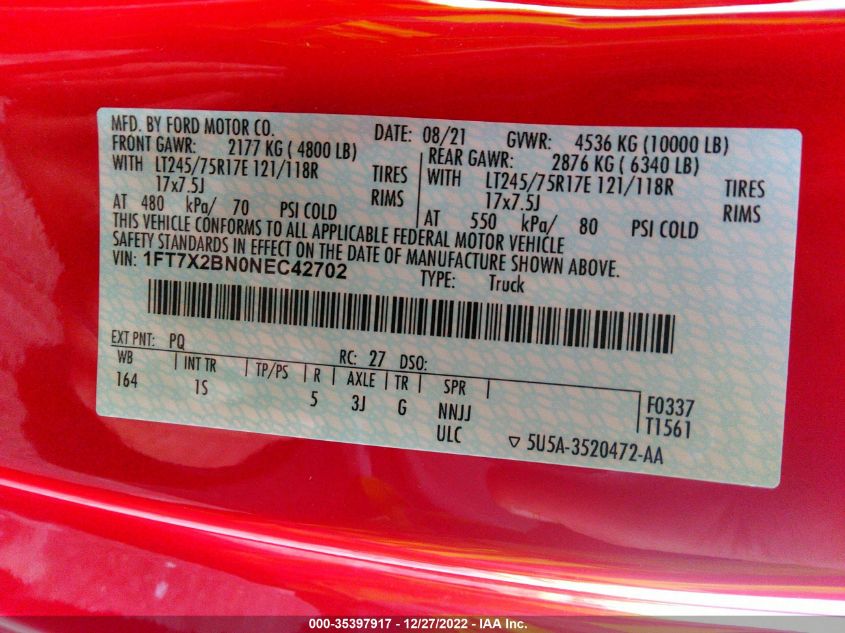 MFD. BY FORD MOTOR CO.
DATE: 08/21 GVWR: 4536 KG (10000 LB)
FRONT GAWR: 2177 KG ( 4800 LB)
WITH LT245/75R17E 121/118R TIRES
17x7.5J RIMS
AT 480 kPa/ 70 PSI COLD
REAR GAWR: 2876 KG ( 6340 LB)
WITH LT245/75R17E 121/118R TIRES
17x7.5J RIMS
AT 550 kPa/ 80 PSI COLD
THIS VEHICLE CONFORMS TO ALL APPLICABLE FEDERAL MOTOR VEHICLE
SAFETY STANDARDS IN EFFECT ON THE DATE OF MANUFACTURE SHOWN ABOVE.
VIN: 1FT7X2BN0NEC42702 TYPE: Truck
EXT PNT: PQ RC: 27 DSO:
WB INT TR TP/PS R AXLE TR SPR
164 1S 5 3J G NNJJ F0337
ULC T1561
▽ 5U5A-3520472-AA
000-35397917 - 12/27/2022 - IAA Inc.